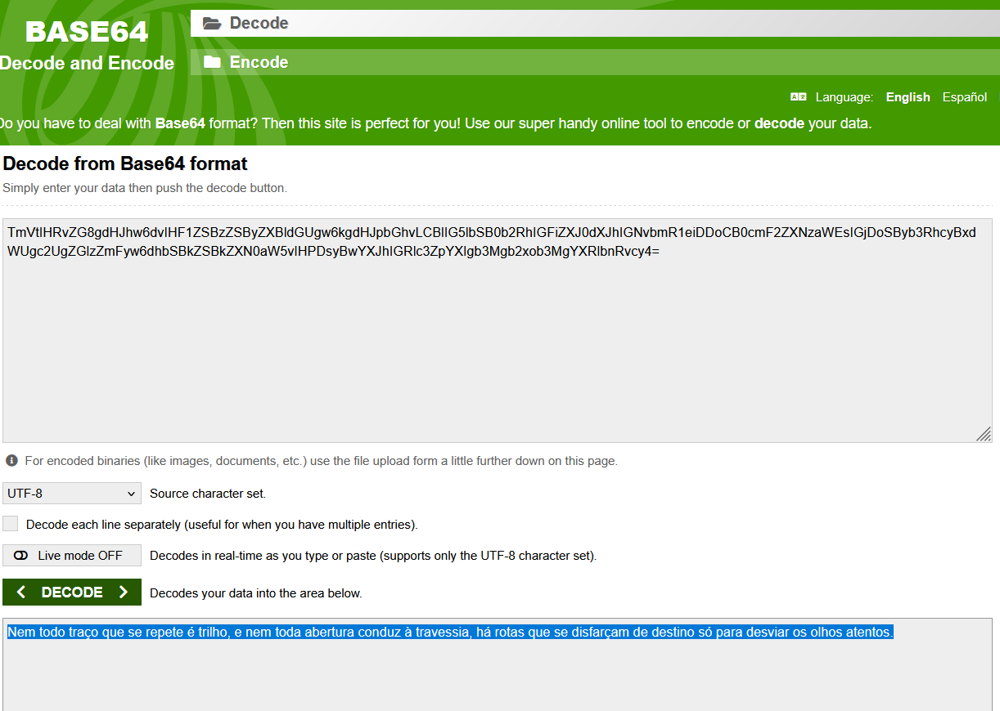 BASE64
Decode and Encode
Decode
Encode
Language: English Español
Do you have to deal with Base64 format? Then this site is perfect for you! Use our super handy online tool to encode or decode your data.
Decode from Base64 format
Simply enter your data then push the decode button.
TmVtIHRvZG8gdHJhw6dvIHF1ZSBzZSByZXBldGUgw6kgdHJpbGhvLCBlIG5lbSB0b2RhIGFiZXJ0dXJhIGNvbmR1eiDDoCB0cmF2ZXNzaWEsIGjDoSByb3RhcyBxd
WUgc2UgZGlzZmFyw6dhbSBkZSBkZXN0aW5vIHPDsyBwYXJhIGRlc3ZpYXIgb3Mgb2xob3MgYXRlbnRvcy4=
For encoded binaries (like images, documents, etc.) use the file upload form a little further down on this page.
UTF-8 Source character set.
Decode each line separately (useful for when you have multiple entries).
Live mode OFF Decodes in real-time as you type or paste (supports only the UTF-8 character set).
DECODE Decodes your data into the area below.
Nem todo traço que se repete é trilho, e nem toda abertura conduz à travessia, há rotas que se disfarçam de destino só para desviar os olhos atentos.